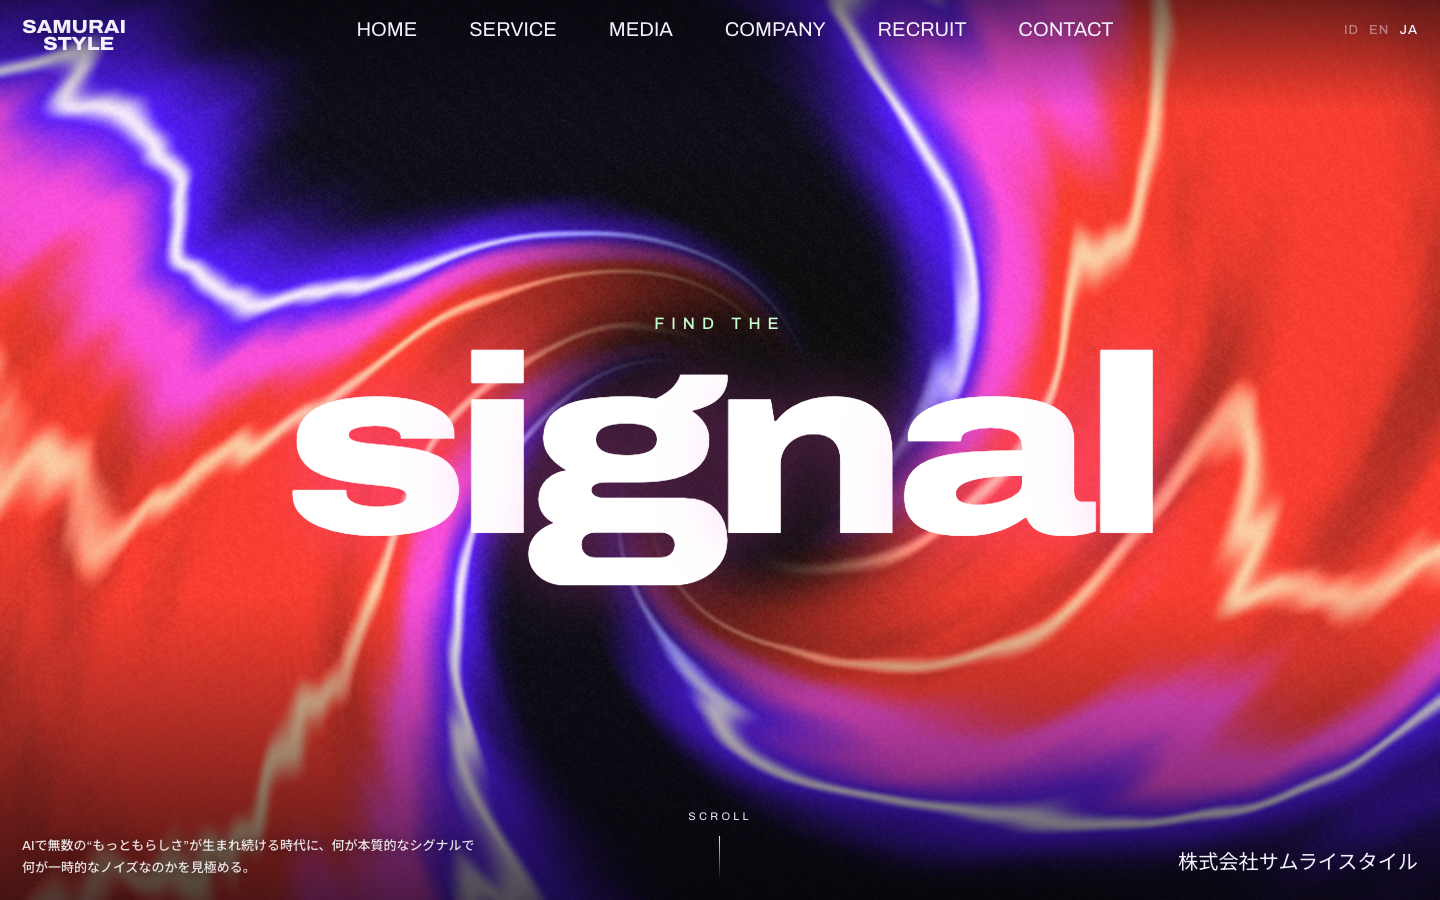 SAMURAI
STYLE
HOME SERVICE MEDIA COMPANY RECRUIT CONTACT
ID EN JA
FIND THE
signal
SCROLL
AIで無数の“もっともらしさ”が生まれ続ける時代に、何が本質的なシグナルで
何が一時的なノイズなのかを見極める。
株式会社サムライスタイル